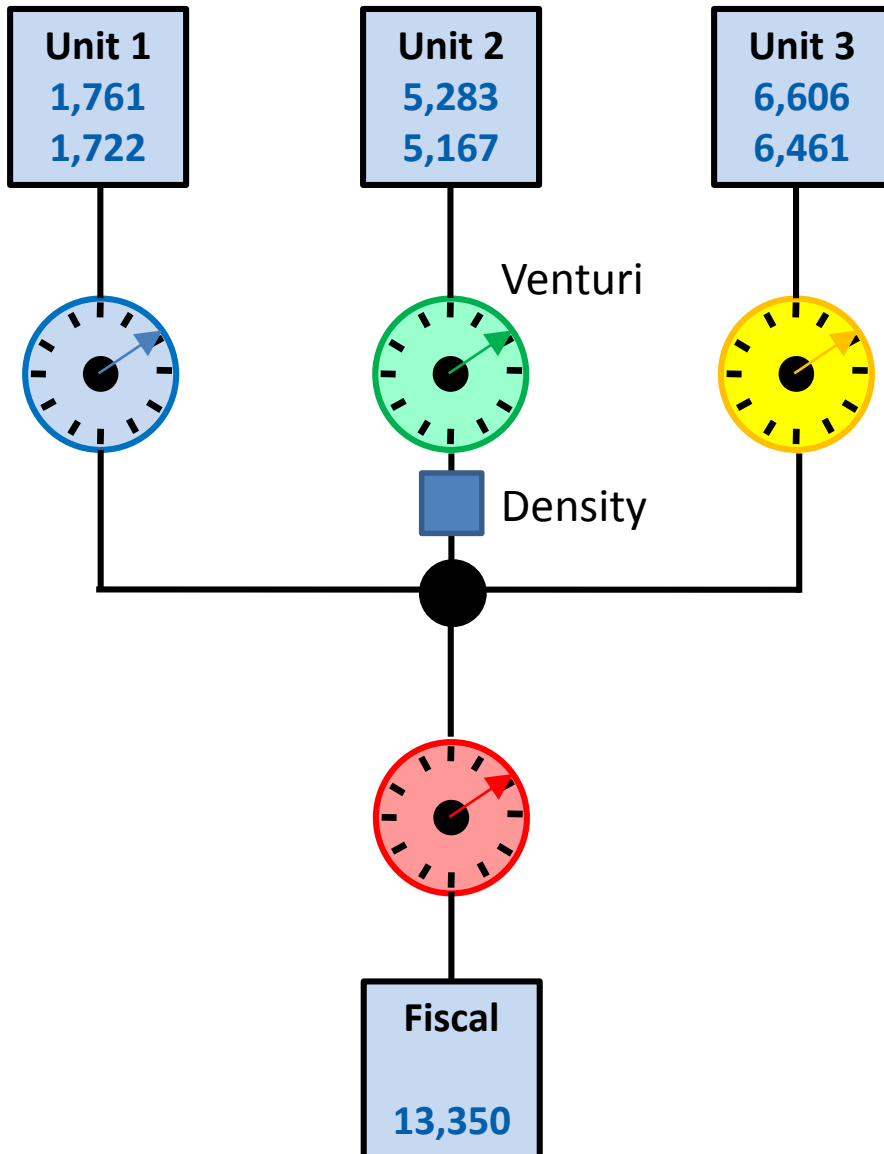 Unit 1
1,761
1,722
Unit 2
5,283
5,167
Unit 3
6,606
6,461
Venturi
Density
Fiscal
13,350